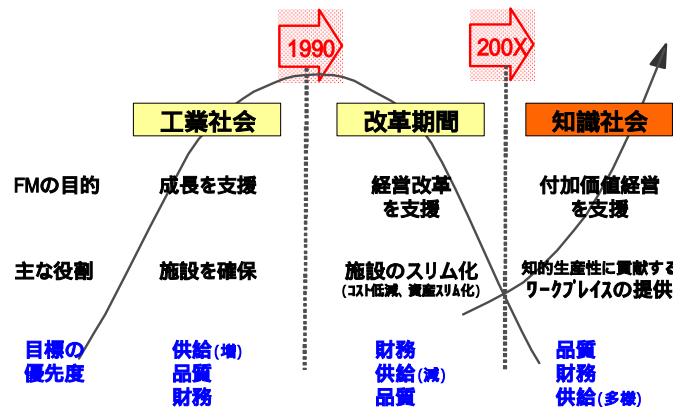 1990
200X
工業社会
改革期間
知識社会
FMの目的
成長を支援
経営改革
を支援
付加価値経営
を支援
主な役割
施設を確保
施設のスリム化
(コスト低減、資産スリム化)
知的生産性に貢献する
ワークプレイスの提供
目標の
優先度
供給(増)
品質
財務
財務
供給(減)
品質
品質
財務
供給(多様)